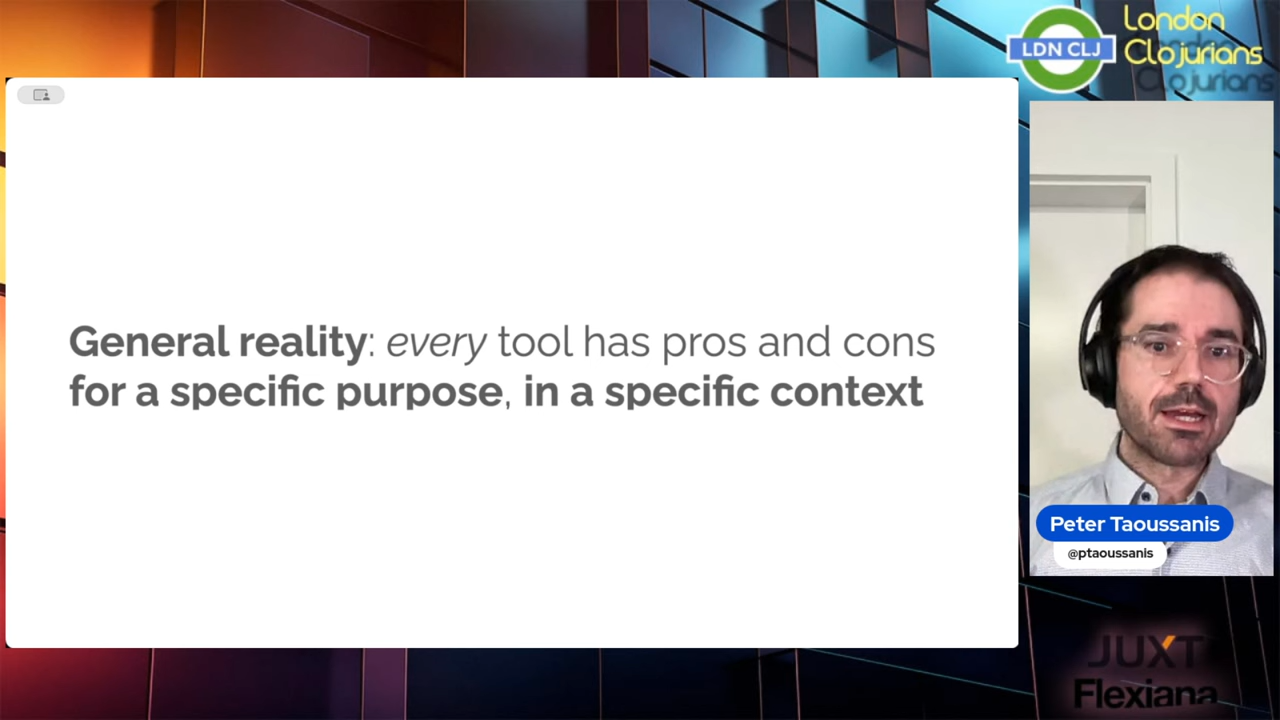 General reality: every tool has pros and cons
for a specific purpose, in a specific context
LDN CLJ
London
Clojurians
Peter Taoussanis
@ptaoussanis
JUXT
Flexiana